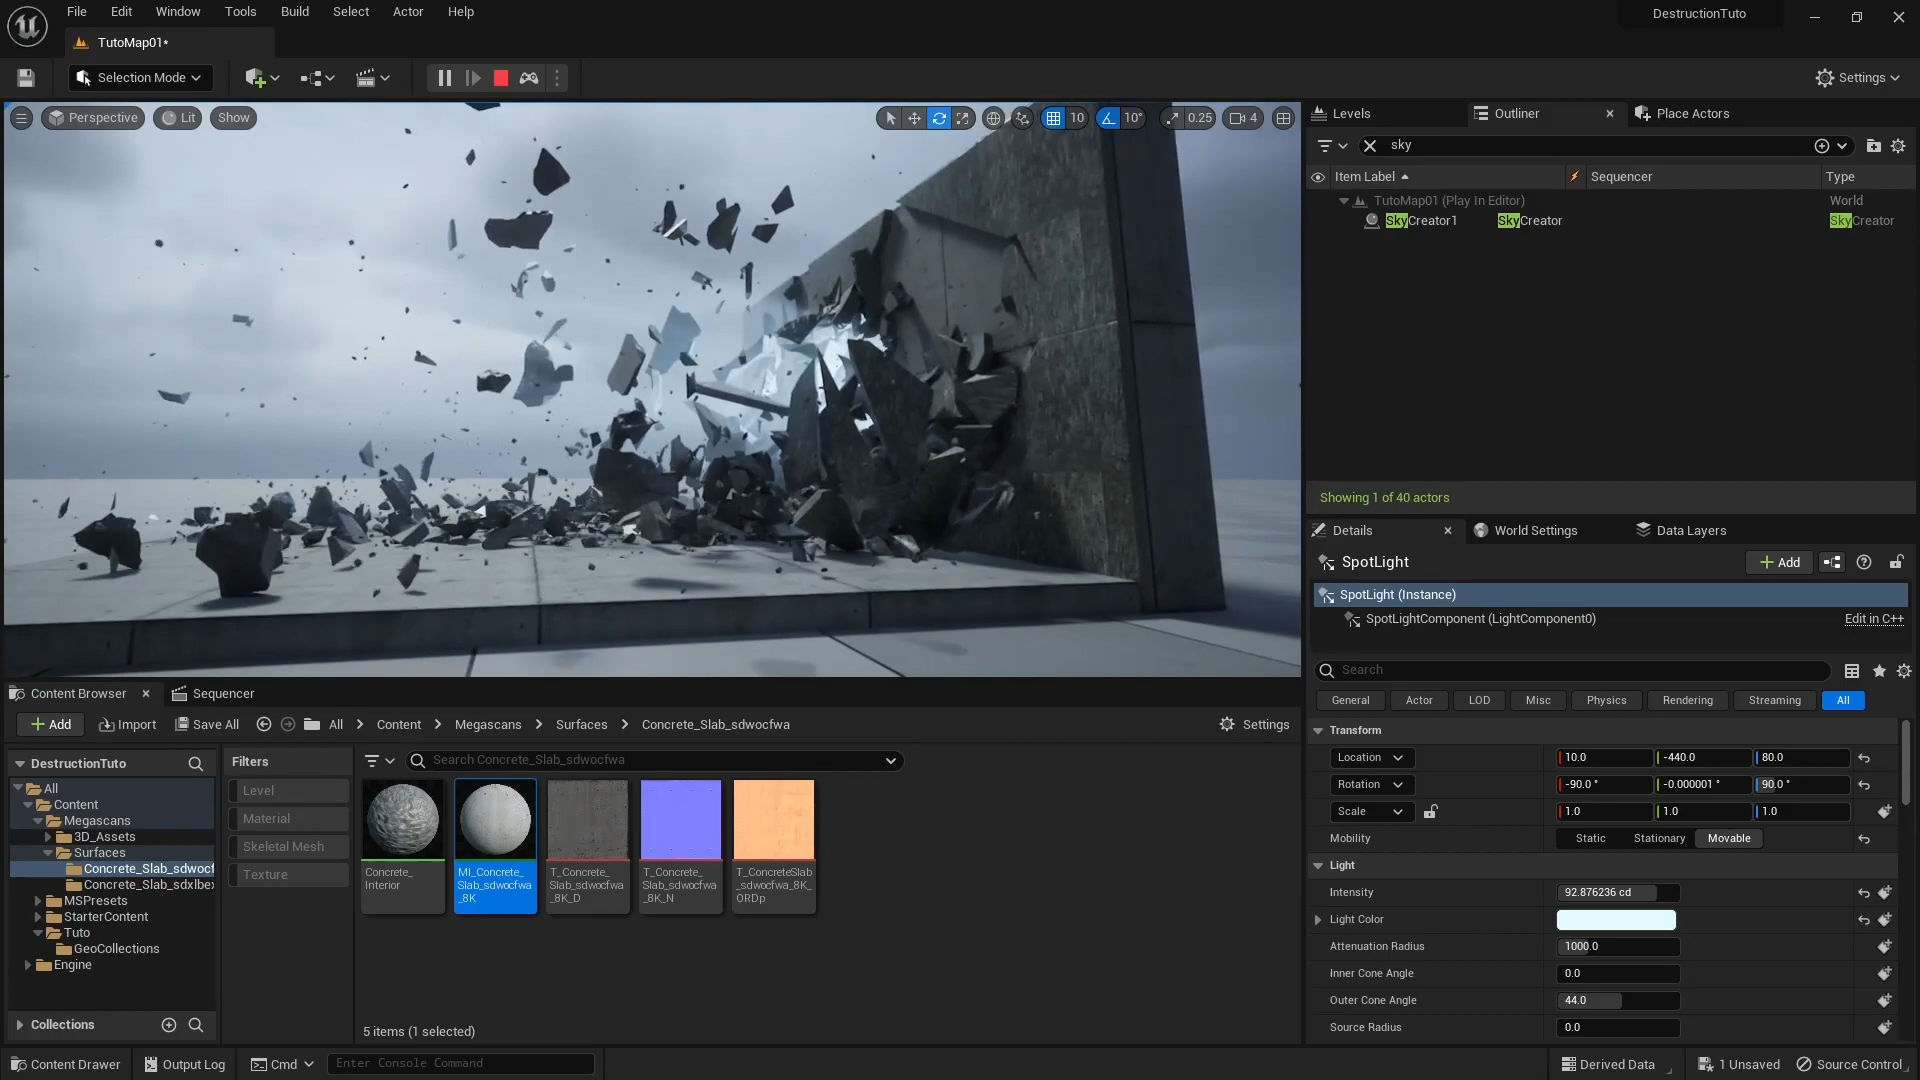 File Edit Window Tools Build Select Actor Help
DestructionTuto
TutoMap01*
Selection Mode
Settings
Perspective Lit Show
10 10° 0.25 4
Levels Outliner Place Actors
sky
Item Label Sequencer Type
TutoMap01 (Play In Editor) World
SkyCreator1 SkyCreator SkyCreator
Showing 1 of 40 actors
Details World Settings Data Layers
SpotLight
Add
SpotLight (Instance)
SpotLightComponent (LightComponent0) Edit in C++
Search
General Actor LOD Misc Physics Rendering Streaming All
Transform
Location 10.0 -440.0 80.0
Rotation -90.0 ° -0.000001 ° 90.0 °
Scale 1.0 1.0 1.0
Mobility Static Stationary Movable
Light
Intensity 92.876236 cd
Light Color
Attenuation Radius 1000.0
Inner Cone Angle 0.0
Outer Cone Angle 44.0
Source Radius 0.0
Content Browser Sequencer
Add Import Save All All Content Megascans Surfaces Concrete_Slab_sdwocfwa Settings
DestructionTuto
All
Content
Megascans
3D_Assets
Surfaces
Concrete_Slab_sdwocf
Concrete_Slab_sdxlbe
MSPresets
StarterContent
Tuto
GeoCollections
Engine
Collections
Filters
Level
Material
Skeletal Mesh
Texture
Search Concrete_Slab_sdwocfwa
Concrete_
Interior
MI_Concrete_
Slab_sdwocfwa
_8K
T_Concrete_
Slab_sdwocfwa
_8K_D
T_Concrete_
Slab_sdwocfwa
_8K_N
T_ConcreteSlab
_sdwocfwa_8K_
ORDp
5 items (1 selected)
Content Drawer Output Log Cmd Enter Console Command Derived Data 1 Unsaved Source Control